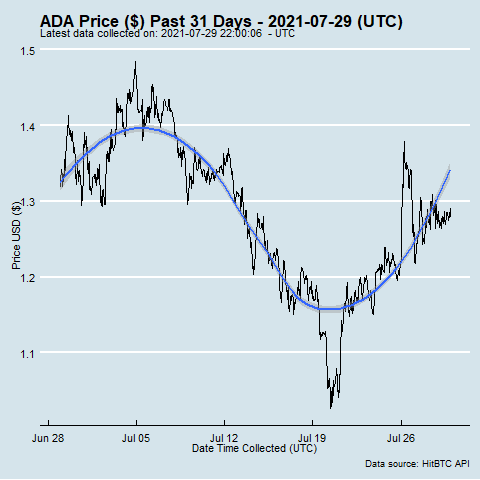 ADA Price ($) Past 31 Days - 2021-07-29 (UTC)
Latest data collected on: 2021-07-29 22:00:06  - UTC
1.5
1.4
1.3
1.2
1.1
Price USD ($)
Jun 28 Jul 05 Jul 12 Jul 19 Jul 26
Date Time Collected (UTC)
Data source: HitBTC API